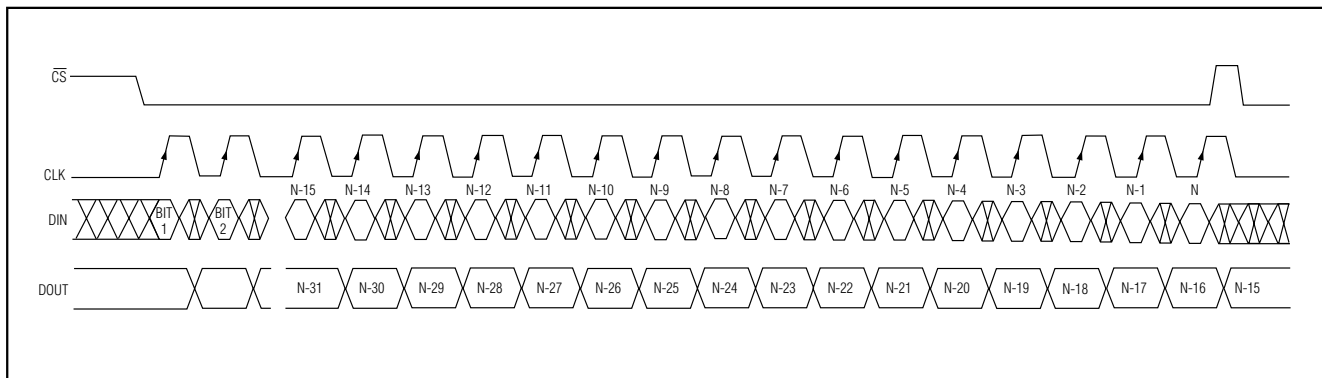 CS
CLK
N-15 N-14 N-13 N-12 N-11 N-10 N-9 N-8 N-7 N-6 N-5 N-4 N-3 N-2 N-1 N
DIN BIT 1 BIT 2
DOUT N-31 N-30 N-29 N-28 N-27 N-26 N-25 N-24 N-23 N-22 N-21 N-20 N-19 N-18 N-17 N-16 N-15